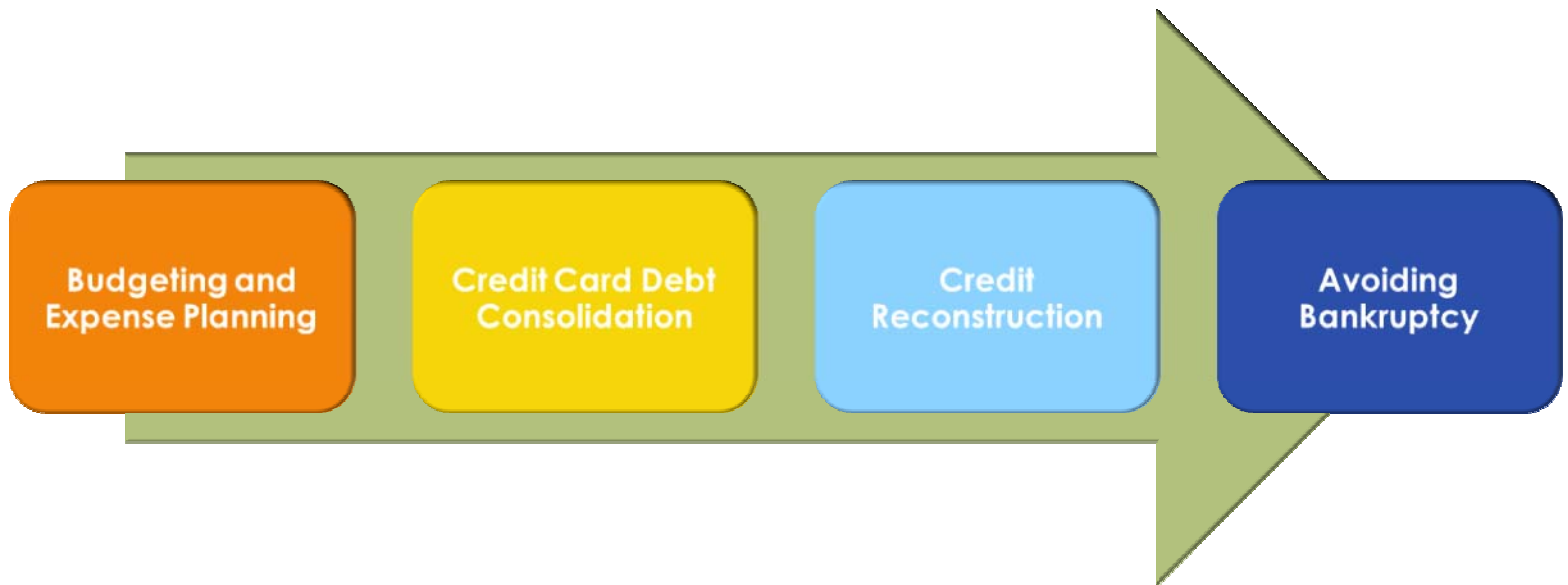 Budgeting and
Expense Planning
Credit Card Debt
Consolidation
Credit
Reconstruction
Avoiding
Bankruptcy